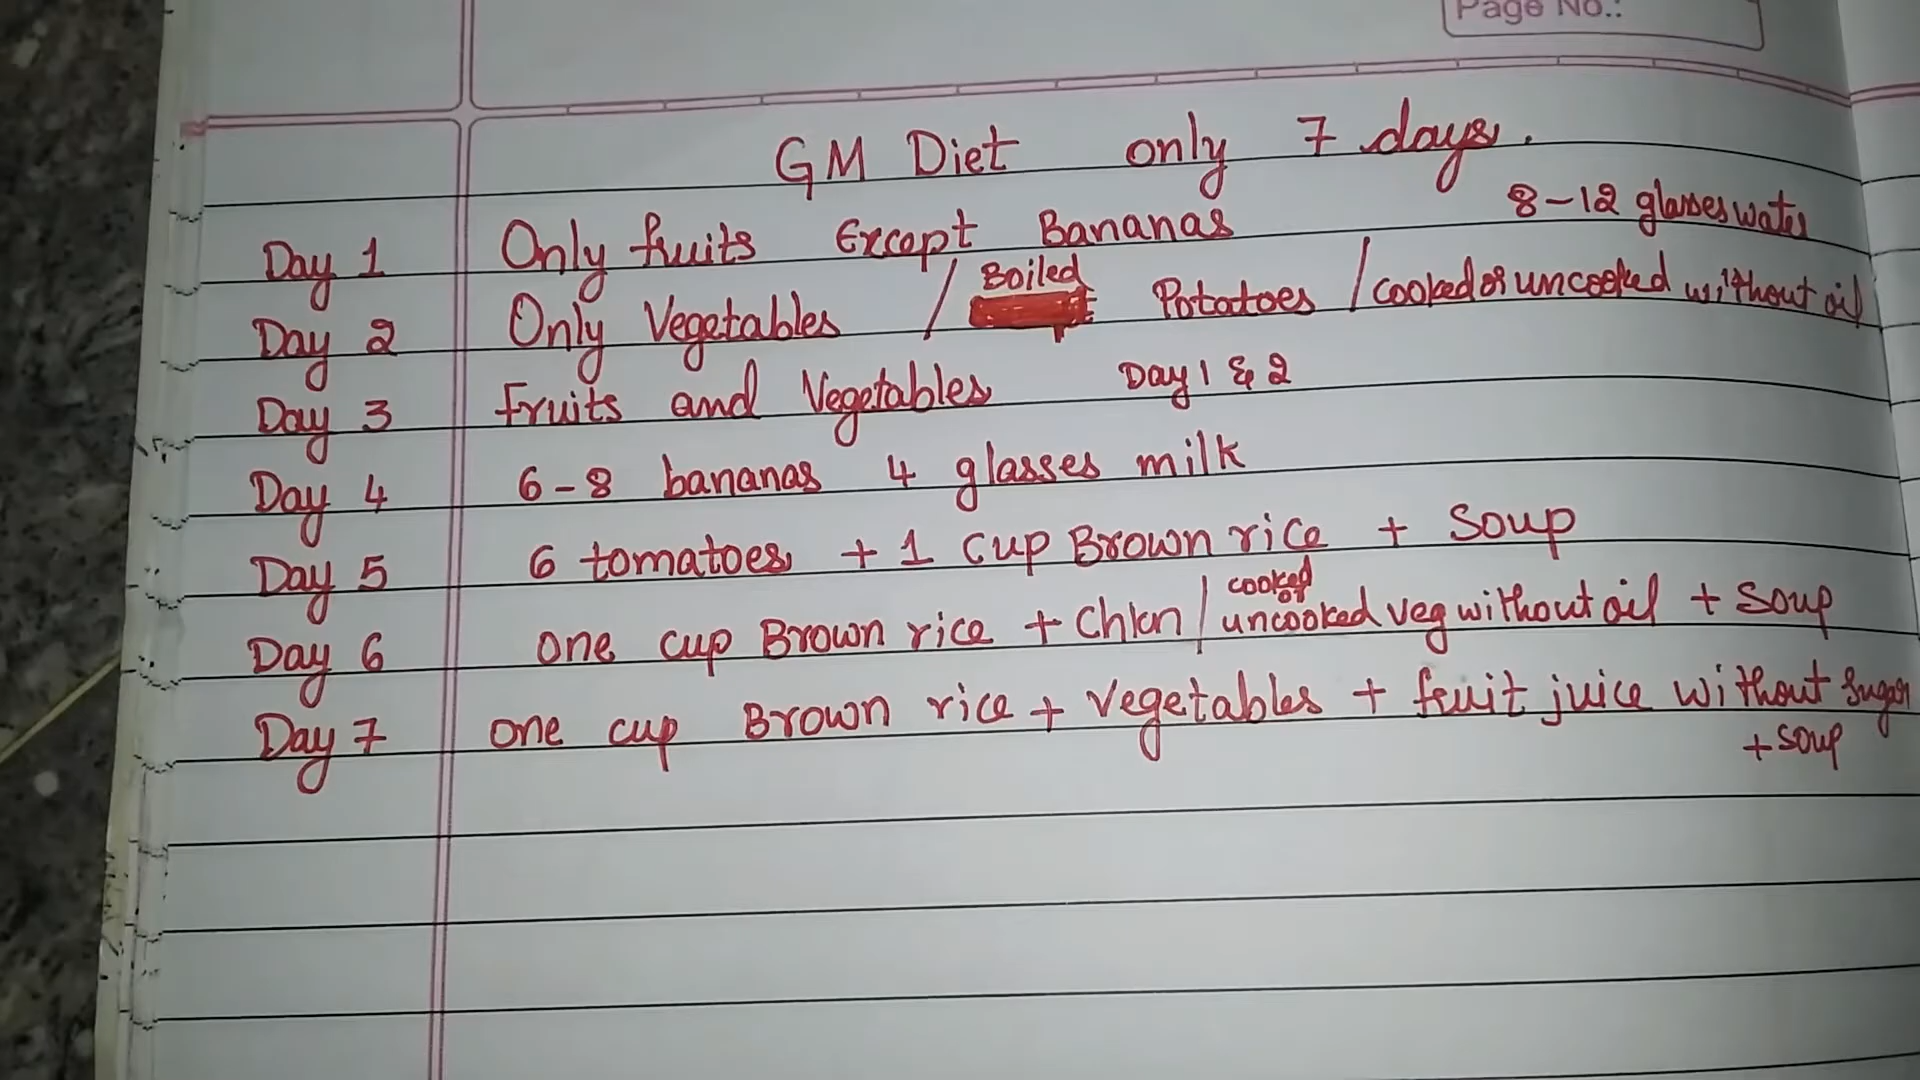 Page No.:
GM Diet only 7 days.
8-12 glasses water
Day 1 Only fruits Except Bananas
Day 2 Only Vegetables / Boiled Potatoes / cooked or uncooked without oil
Day 3 Fruits and Vegetables Day 1 & 2
Day 4 6-8 bananas 4 glasses milk
Day 5 6 tomatoes + 1 cup Brown rice + Soup
Day 6 one cup Brown rice + Chkn / cooked or uncooked veg without oil + Soup
Day 7 one cup Brown rice + vegetables + fruit juice without sugar
+ soup